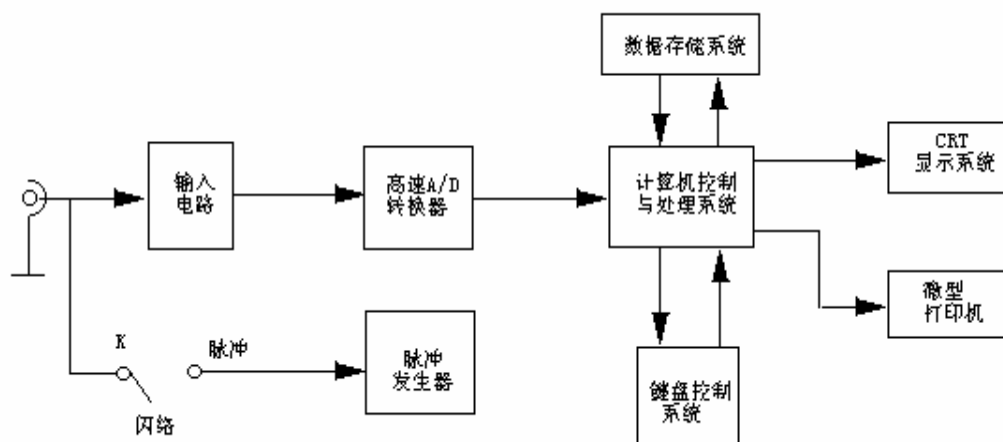 数据存储系统
CRT
显示系统
输入
电路
高速A/D
转换器
计算机控制
与处理系统
微型
打印机
K
脉冲
脉冲
发生器
闪络
键盘控制
系统